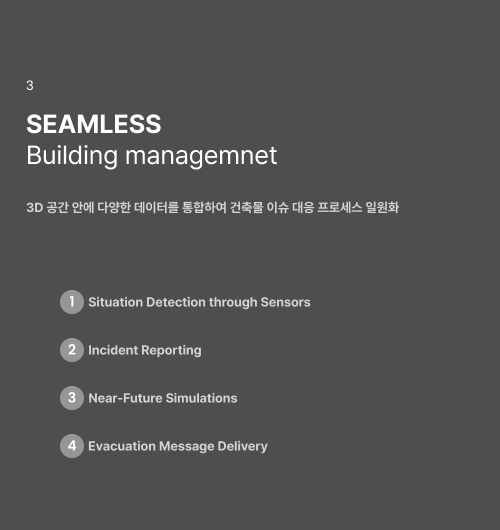 3
SEAMLESS
Building managemnet
3D 공간 안에 다양한 데이터를 통합하여 건축물 이슈 대응 프로세스 일원화
1 Situation Detection through Sensors
2 Incident Reporting
3 Near-Future Simulations
4 Evacuation Message Delivery